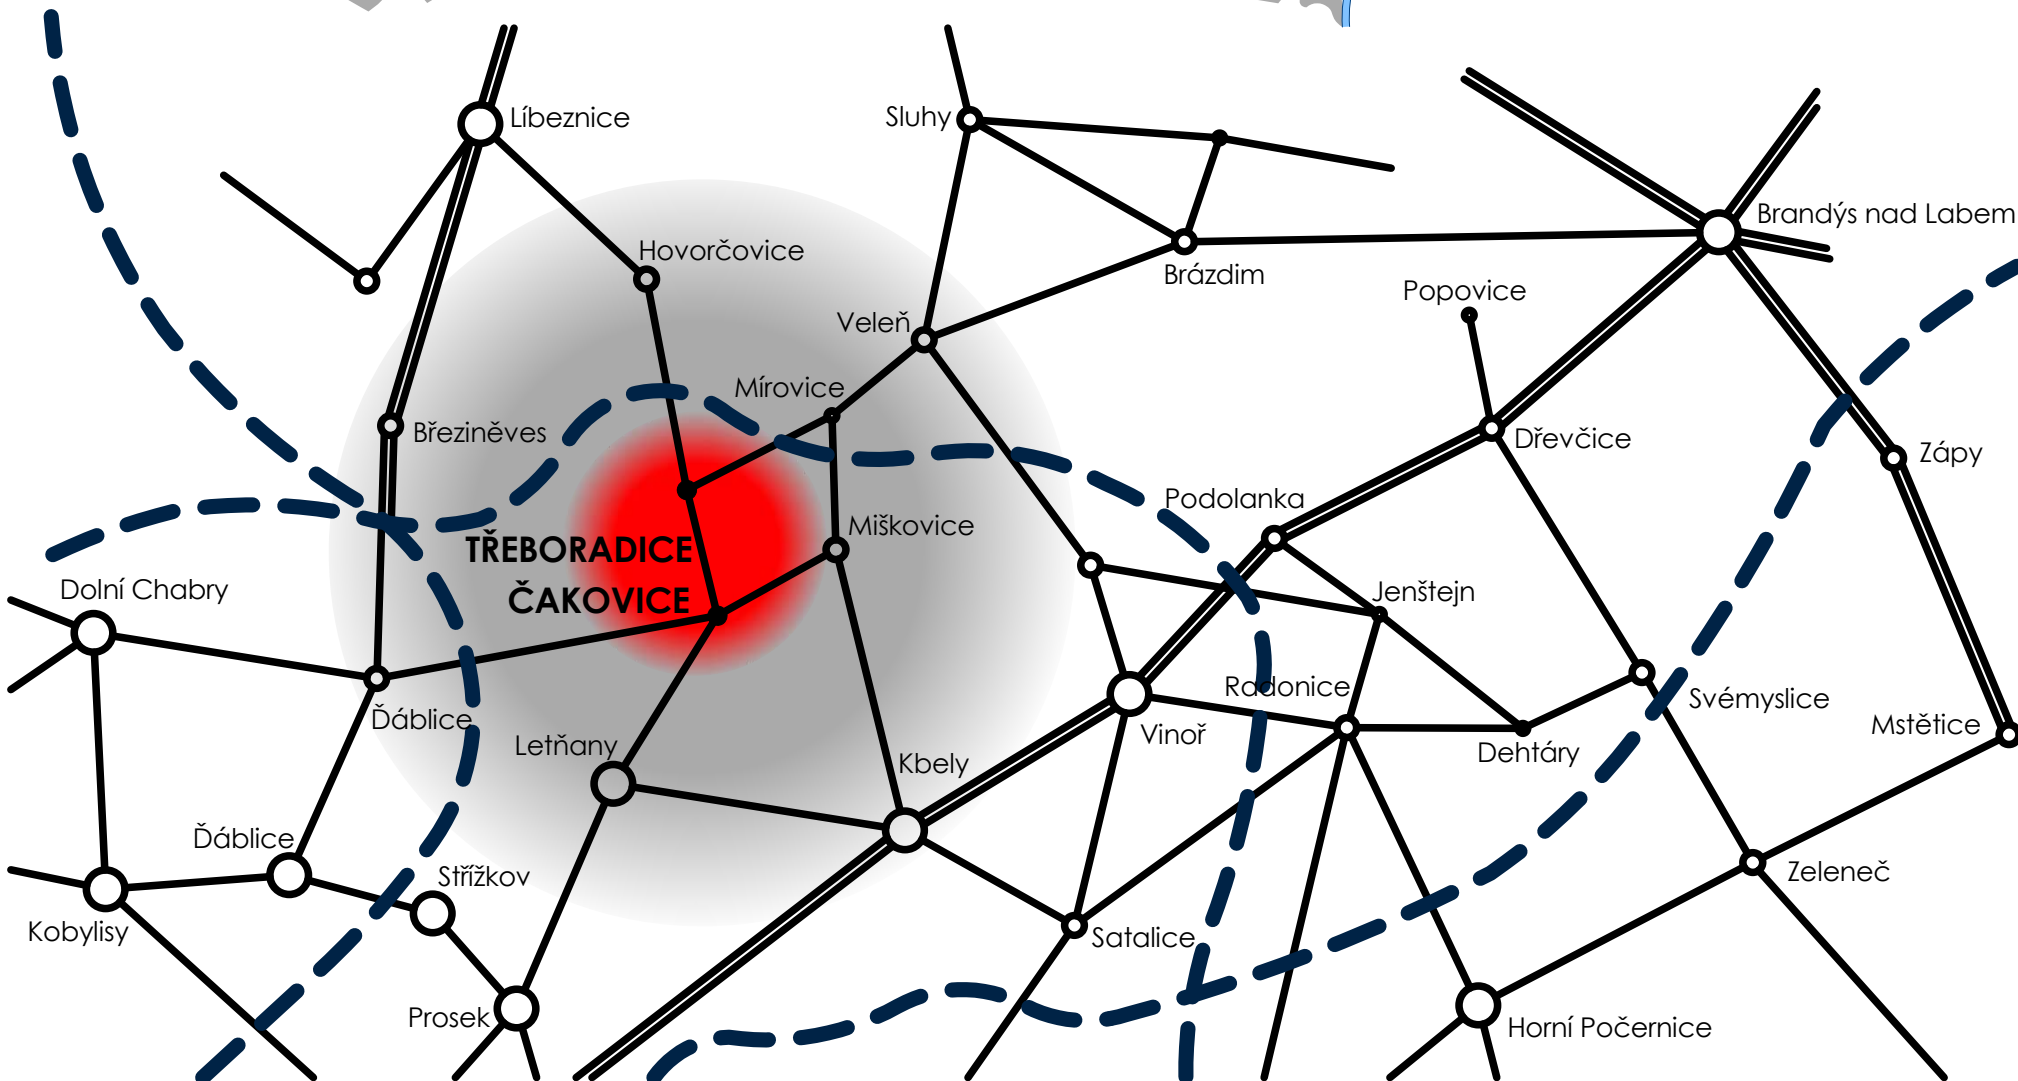 Líbeznice
Sluhy
Brandýs nad Labem
Hovorčovice
Brázdim
Popovice
Veleň
Mírovice
Březiněves
Dřevčice
Zápy
Podolanka
Miškovice
TŘEBORADICE
ČAKOVICE
Dolní Chabry
Jenštejn
Radonice
Svémyslice
Ďáblice
Mstětice
Vinoř
Letňany
Dehtáry
Kbely
Ďáblice
Střížkov
Zeleneč
Kobylisy
Satalice
Prosek
Horní Počernice